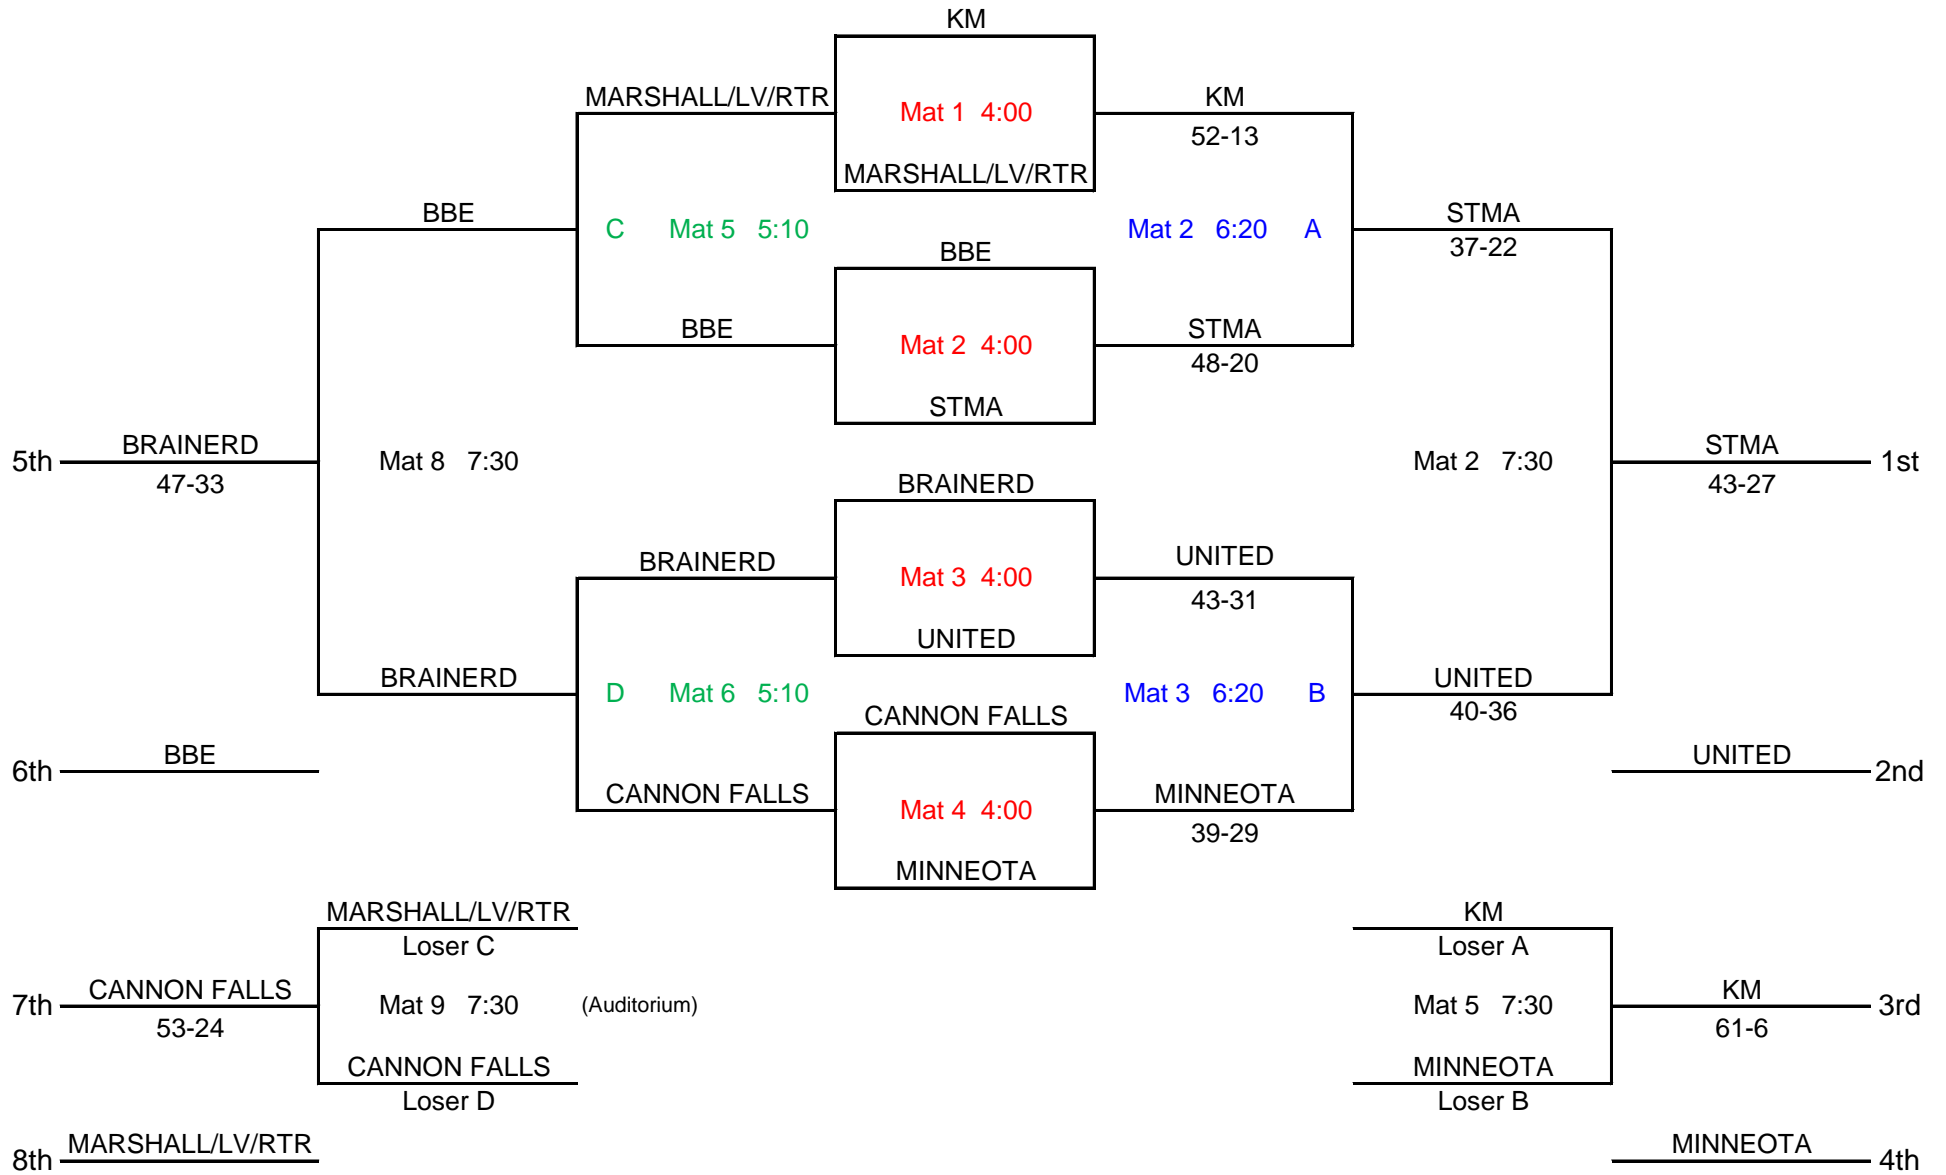 KM
MARSHALL/LV/RTR
Mat 1 4:00
KM
52-13
MARSHALL/LV/RTR
BBE
C Mat 5 5:10
Mat 2 6:20 A
STMA
37-22
BBE
BBE
Mat 2 4:00
STMA
48-20
STMA
5th
BRAINERD
47-33
Mat 8 7:30
Mat 2 7:30
STMA
43-27
1st
BRAINERD
BRAINERD
Mat 3 4:00
UNITED
43-31
UNITED
BRAINERD
D Mat 6 5:10
Mat 3 6:20 B
UNITED
40-36
CANNON FALLS
6th
BBE
UNITED
2nd
CANNON FALLS
Mat 4 4:00
MINNEOTA
39-29
MINNEOTA
MARSHALL/LV/RTR
Loser C
KM
Loser A
7th
CANNON FALLS
53-24
Mat 9 7:30
(Auditorium)
Mat 5 7:30
KM
61-6
3rd
CANNON FALLS
Loser D
MINNEOTA
Loser B
8th
MARSHALL/LV/RTR
MINNEOTA
4th